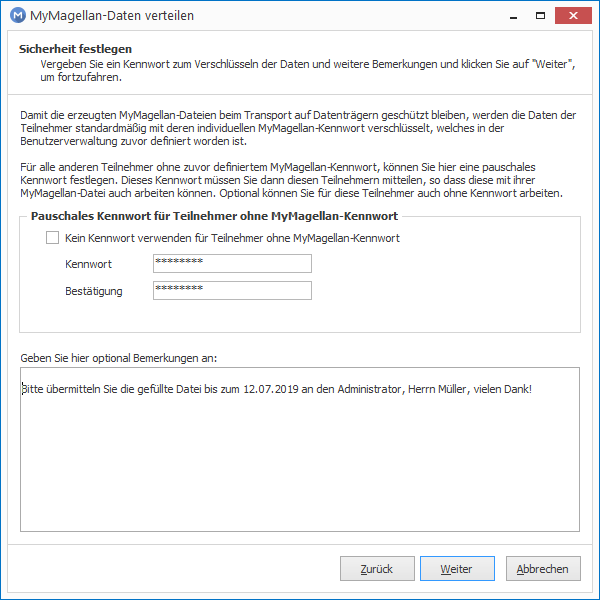 M MyMagellan-Daten verteilen
Sicherheit festlegen
Vergeben Sie ein Kennwort zum Verschlüsseln der Daten und weitere Bemerkungen und klicken Sie auf "Weiter",
um fortzufahren.
Damit die erzeugten MyMagellan-Dateien beim Transport auf Datenträgern geschützt bleiben, werden die Daten der
Teilnehmer standardmäßig mit deren individuellen MyMagellan-Kennwort verschlüsselt, welches in der
Benutzerverwaltung zuvor definiert worden ist.
Für alle anderen Teilnehmer ohne zuvor definiertem MyMagellan-Kennwort, können Sie hier eine pauschales
Kennwort festlegen. Dieses Kennwort müssen Sie dann diesen Teilnehmern mitteilen, so dass diese mit ihrer
MyMagellan-Datei auch arbeiten können. Optional können Sie für diese Teilnehmer auch ohne Kennwort arbeiten.
Pauschales Kennwort für Teilnehmer ohne MyMagellan-Kennwort
Kein Kennwort verwenden für Teilnehmer ohne MyMagellan-Kennwort
Kennwort ********
Bestätigung ********
Geben Sie hier optional Bemerkungen an:
Bitte übermitteln Sie die gefüllte Datei bis zum 12.07.2019 an den Administrator, Herrn Müller, vielen Dank!
Zurück Weiter Abbrechen